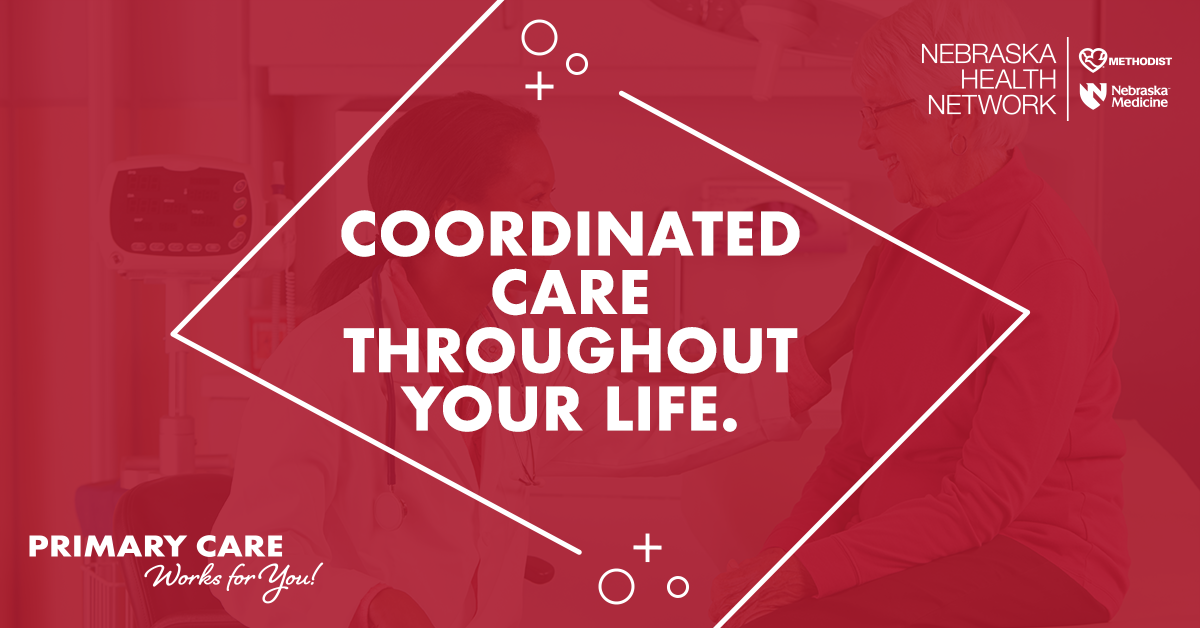 NEBRASKA
HEALTH
NETWORK
METHODIST
Nebraska
Medicine
COORDINATED
CARE
THROUGHOUT
YOUR LIFE.
PRIMARY CARE
Works for You!